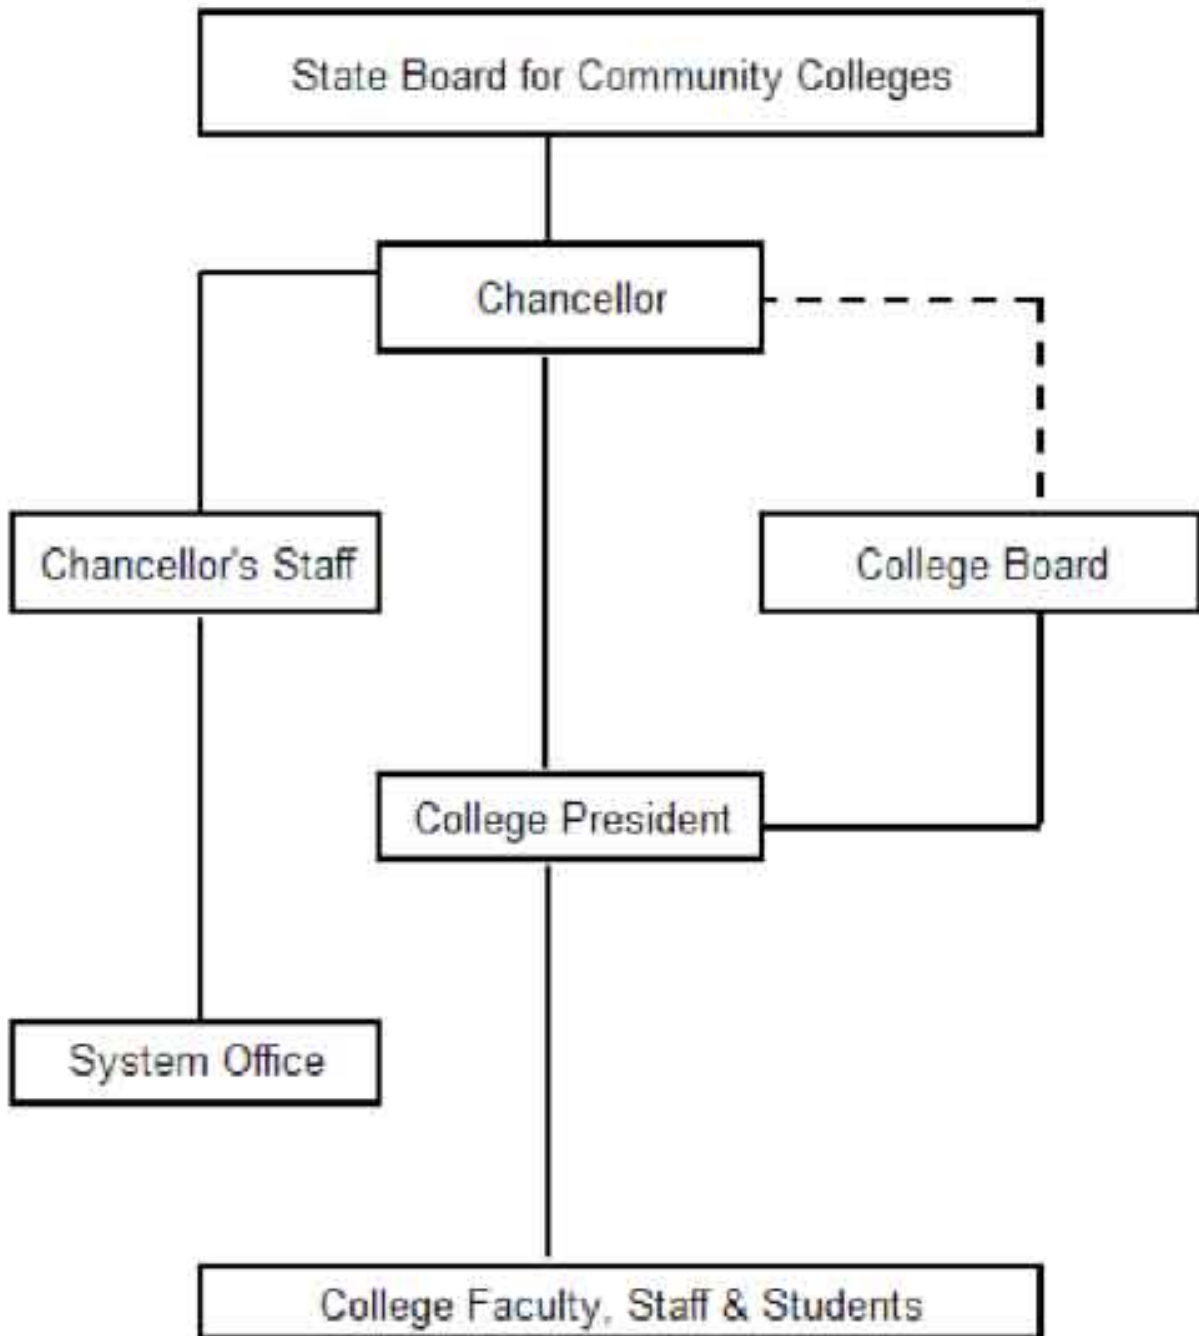 State Board for Community Colleges
Chancellor
Chancellor's Staff
College Board
College President
System Office
College Faculty, Staff & Students